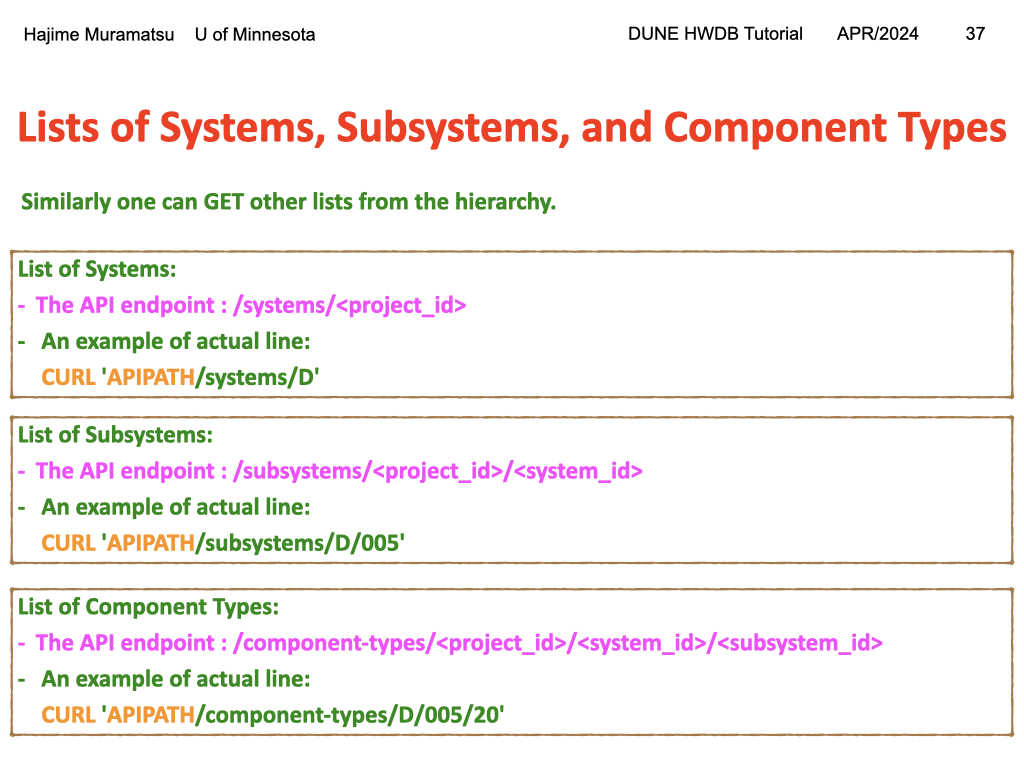 Hajime Muramatsu U of Minnesota DUNE HWDB Tutorial APR/2024 37
Lists of Systems, Subsystems, and Component Types
Similarly one can GET other lists from the hierarchy.
List of Systems:
- The API endpoint : /systems/<project_id>
- An example of actual line:
CURL 'APIPATH/systems/D'
List of Subsystems:
- The API endpoint : /subsystems/<project_id>/<system_id>
- An example of actual line:
CURL 'APIPATH/subsystems/D/005'
List of Component Types:
- The API endpoint : /component-types/<project_id>/<system_id>/<subsystem_id>
- An example of actual line:
CURL 'APIPATH/component-types/D/005/20'